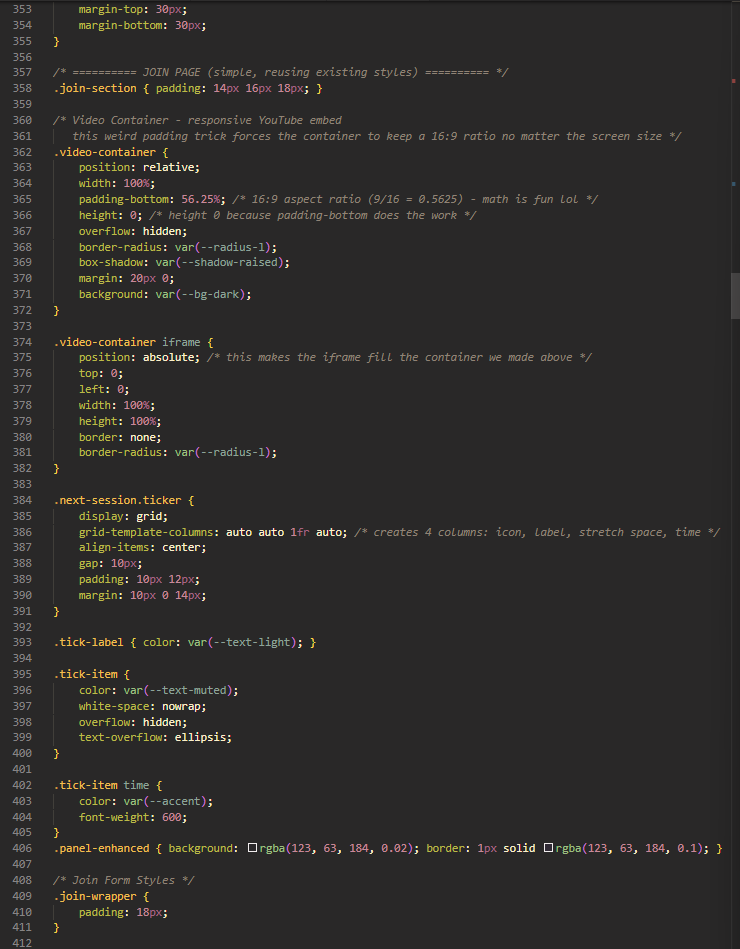 353 margin-top: 30px;
354 margin-bottom: 30px;
355 }
356
357 /* ========== JOIN PAGE (simple, reusing existing styles) ========== */
358 .join-section { padding: 14px 16px 18px; }
359
360 /* Video Container - responsive YouTube embed
361 this weird padding trick forces the container to keep a 16:9 ratio no matter the screen size */
362 .video-container {
363 position: relative;
364 width: 100%;
365 padding-bottom: 56.25%; /* 16:9 aspect ratio (9/16 = 0.5625) - math is fun lol */
366 height: 0; /* height 0 because padding-bottom does the work */
367 overflow: hidden;
368 border-radius: var(--radius-l);
369 box-shadow: var(--shadow-raised);
370 margin: 20px 0;
371 background: var(--bg-dark);
372 }
373
374 .video-container iframe {
375 position: absolute; /* this makes the iframe fill the container we made above */
376 top: 0;
377 left: 0;
378 width: 100%;
379 height: 100%;
380 border: none;
381 border-radius: var(--radius-l);
382 }
383
384 .next-session.ticker {
385 display: grid;
386 grid-template-columns: auto auto 1fr auto; /* creates 4 columns: icon, label, stretch space, time */
387 align-items: center;
388 gap: 10px;
389 padding: 10px 12px;
390 margin: 10px 0 14px;
391 }
392
393 .tick-label { color: var(--text-light); }
394
395 .tick-item {
396 color: var(--text-muted);
397 white-space: nowrap;
398 overflow: hidden;
399 text-overflow: ellipsis;
400 }
401
402 .tick-item time {
403 color: var(--accent);
404 font-weight: 600;
405 }
406 .panel-enhanced { background: rgba(123, 63, 184, 0.02); border: 1px solid rgba(123, 63, 184, 0.1); }
407
408 /* Join Form Styles */
409 .join-wrapper {
410 padding: 18px;
411 }
412